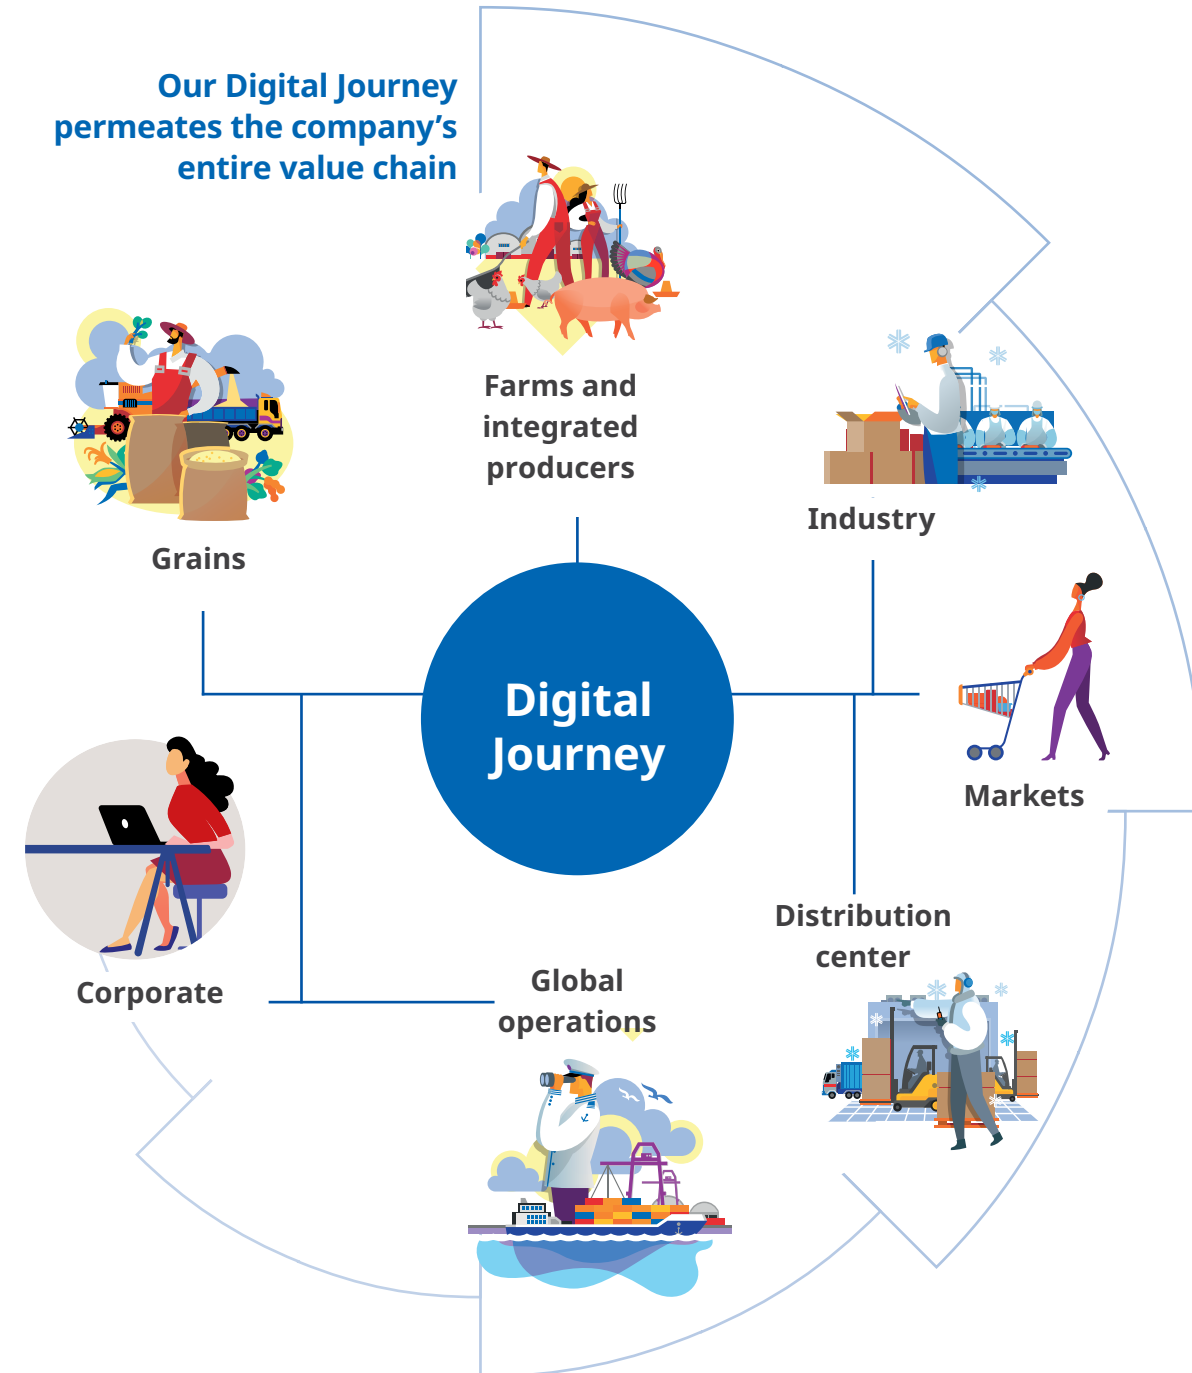 Our Digital Journey
permeates the company’s
entire value chain
Farms and
integrated
producers
Grains
Industry
Digital
Journey
Markets
Corporate
Distribution
center
Global
operations